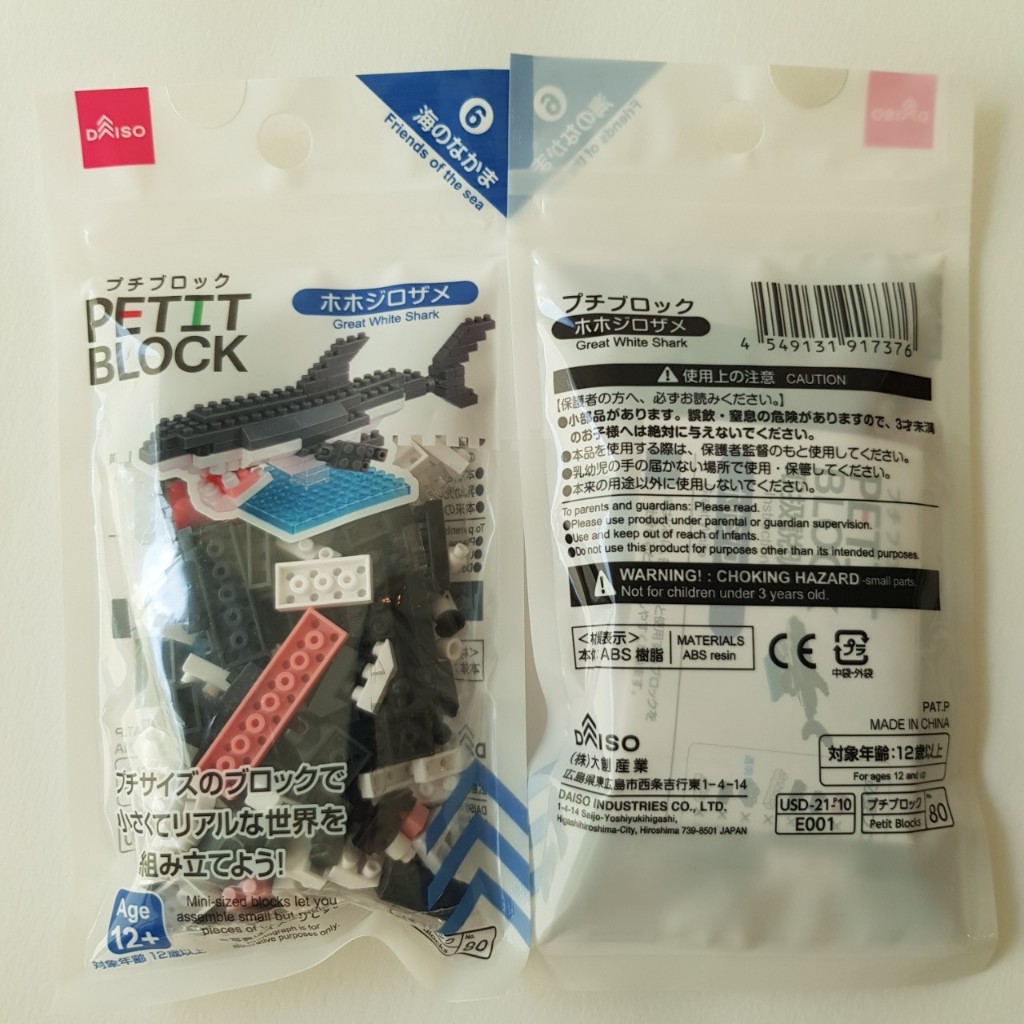 DAISO
6
海のなかま
Friends of the sea
プチブロック
PETIT
BLOCK
ホホジロザメ
Great White Shark
プチサイズのブロックで
小さくてリアルな世界を
組み立てよう!
Mini-sized blocks let you
assemble small but
pieces of
purposes only.
Age
12+
対象年齢12歳以上
プチブロック
ホホジロザメ
Great White Shark
4 549131 917376
使用上の注意 CAUTION
【保護者の方へ、必ずお読みください。】
●小部品があります。誤飲・窒息の危険がありますので、3才未満
のお子様へは絶対に与えないでください。
●本品を使用する際は、保護者監督のもと使用してください。
●乳幼児の手の届かない場所で使用・保管してください。
●本来の用途以外に使用しないでください。
To parents and guardians: Please read.
●Please use product under parental or guardian supervision.
●Use and keep out of reach of infants.
●Do not use this product for purposes other than its intended purposes.
WARNING! : CHOKING HAZARD -small parts.
Not for children under 3 years old.
表示>
ABS 樹脂
MATERIALS
ABS resin
CE
プラ
中袋・外袋
PAT.P
MADE IN CHINA
DAISO
(株)大創産業
広島県東広島市西条吉行東1-4-14
DAISO INDUSTRIES CO., LTD.
1-4-14 Saijo-Yoshiyukihigashi,
Higashihiroshima-City, Hiroshima 739-8501 JAPAN
対象年齢:12歳以上
For ages 12 and
USD-21-10
E001
プチブロック
Petit Blocks
No.
80